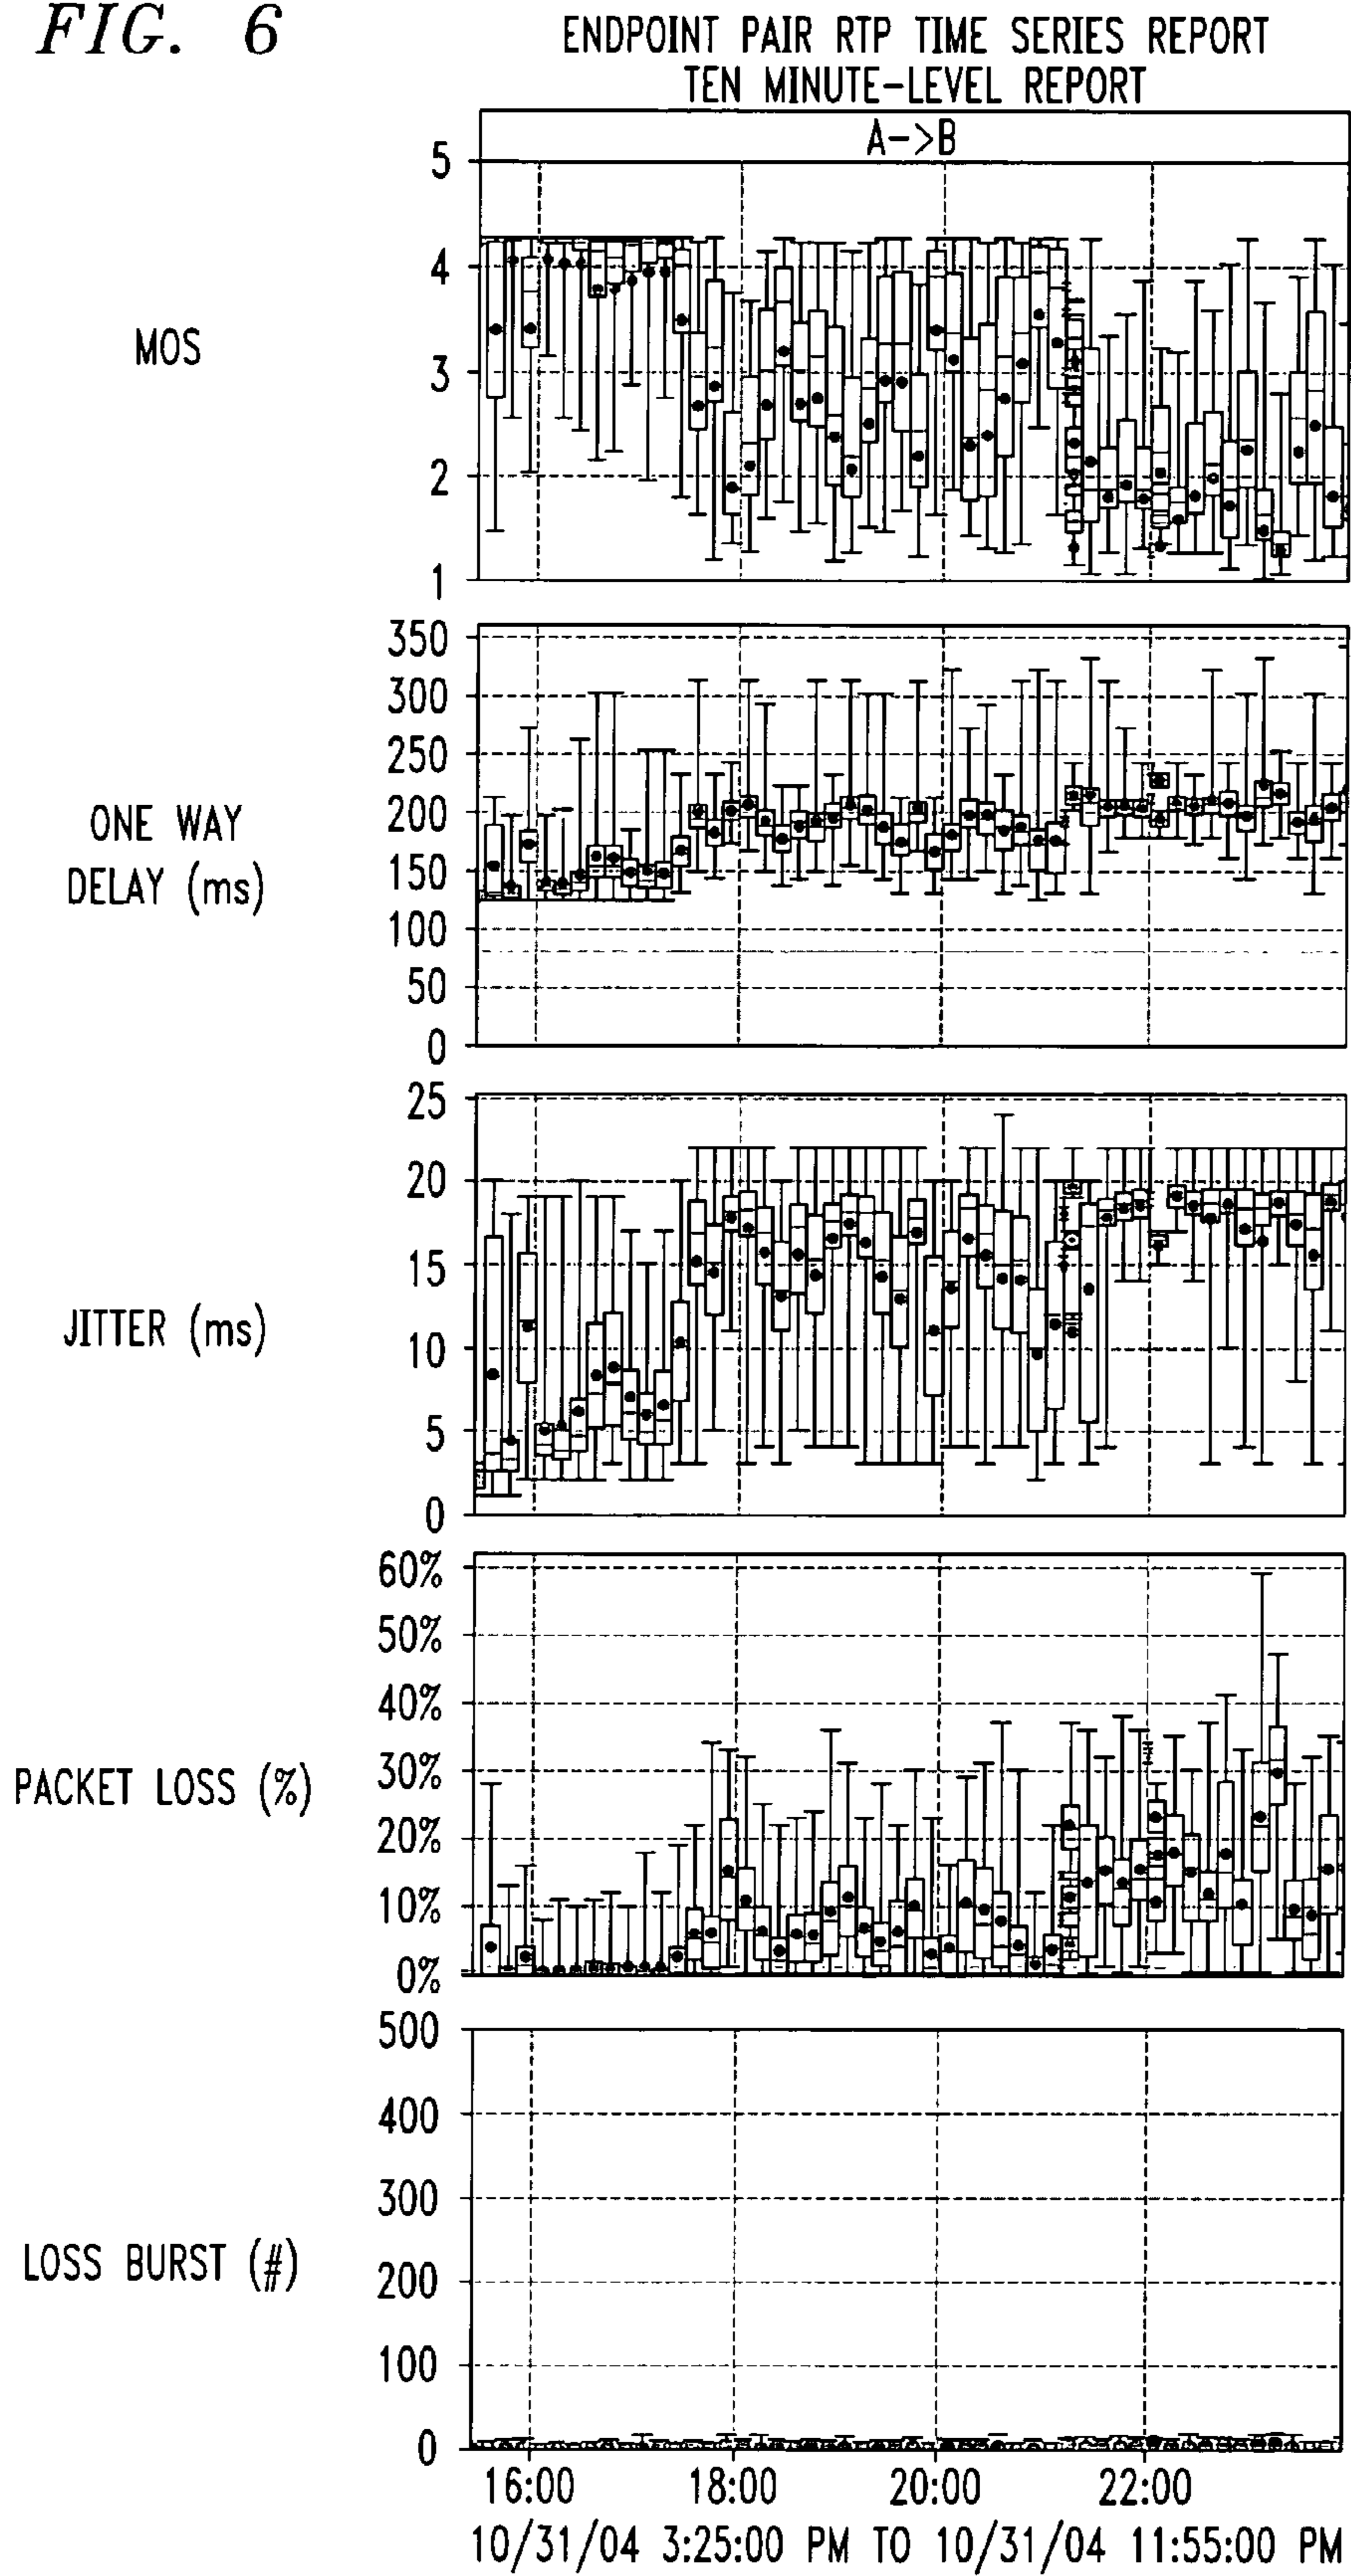 FIG. 6
ENDPOINT PAIR RTP TIME SERIES REPORT
TEN MINUTE-LEVEL REPORT
A->B
MOS
5
4
3
2
1
ONE WAY
DELAY (ms)
350
300
250
200
150
100
50
0
JITTER (ms)
25
20
15
10
5
0
PACKET LOSS (%)
60%
50%
40%
30%
20%
10%
0%
LOSS BURST (#)
500
400
300
200
100
0
16:00 18:00 20:00 22:00
10/31/04 3:25:00 PM TO 10/31/04 11:55:00 PM